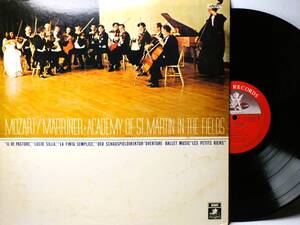 MOZART/MARRINER·ACADEMY OF ST. MARTIN IN THE FIELDS
"IL RE PASTORE," "LUCIO SILLA," "LA FINTA SEMPLICE," "DER SCHAUSPIELDIREKTOR" OVERTURE · BALLET MUSIC "LES PETITS RIENS"
EMI
RECORDS